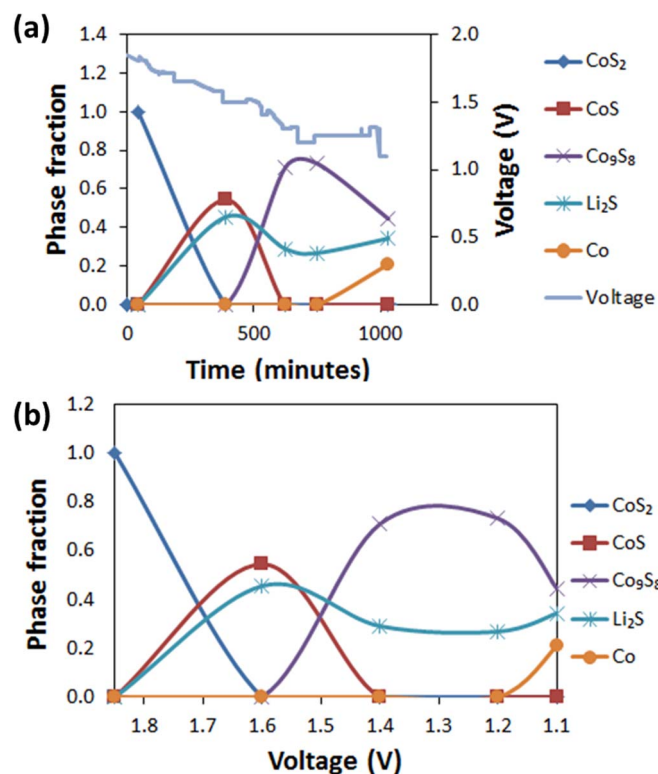 (a)
1.4
1.2
1.0
0.8
0.6
0.4
0.2
0.0
Phase fraction
2.0
1.5
1.0
0.5
0.0
Voltage (V)
0
500
1000
Time (minutes)
CoS₂
CoS
Co₉S₈
Li₂S
Co
Voltage
(b)
1.2
1.0
0.8
0.6
0.4
0.2
0.0
Phase fraction
1.8
1.7
1.6
1.5
1.4
1.3
1.2
1.1
Voltage (V)
CoS₂
CoS
Co₉S₈
Li₂S
Co